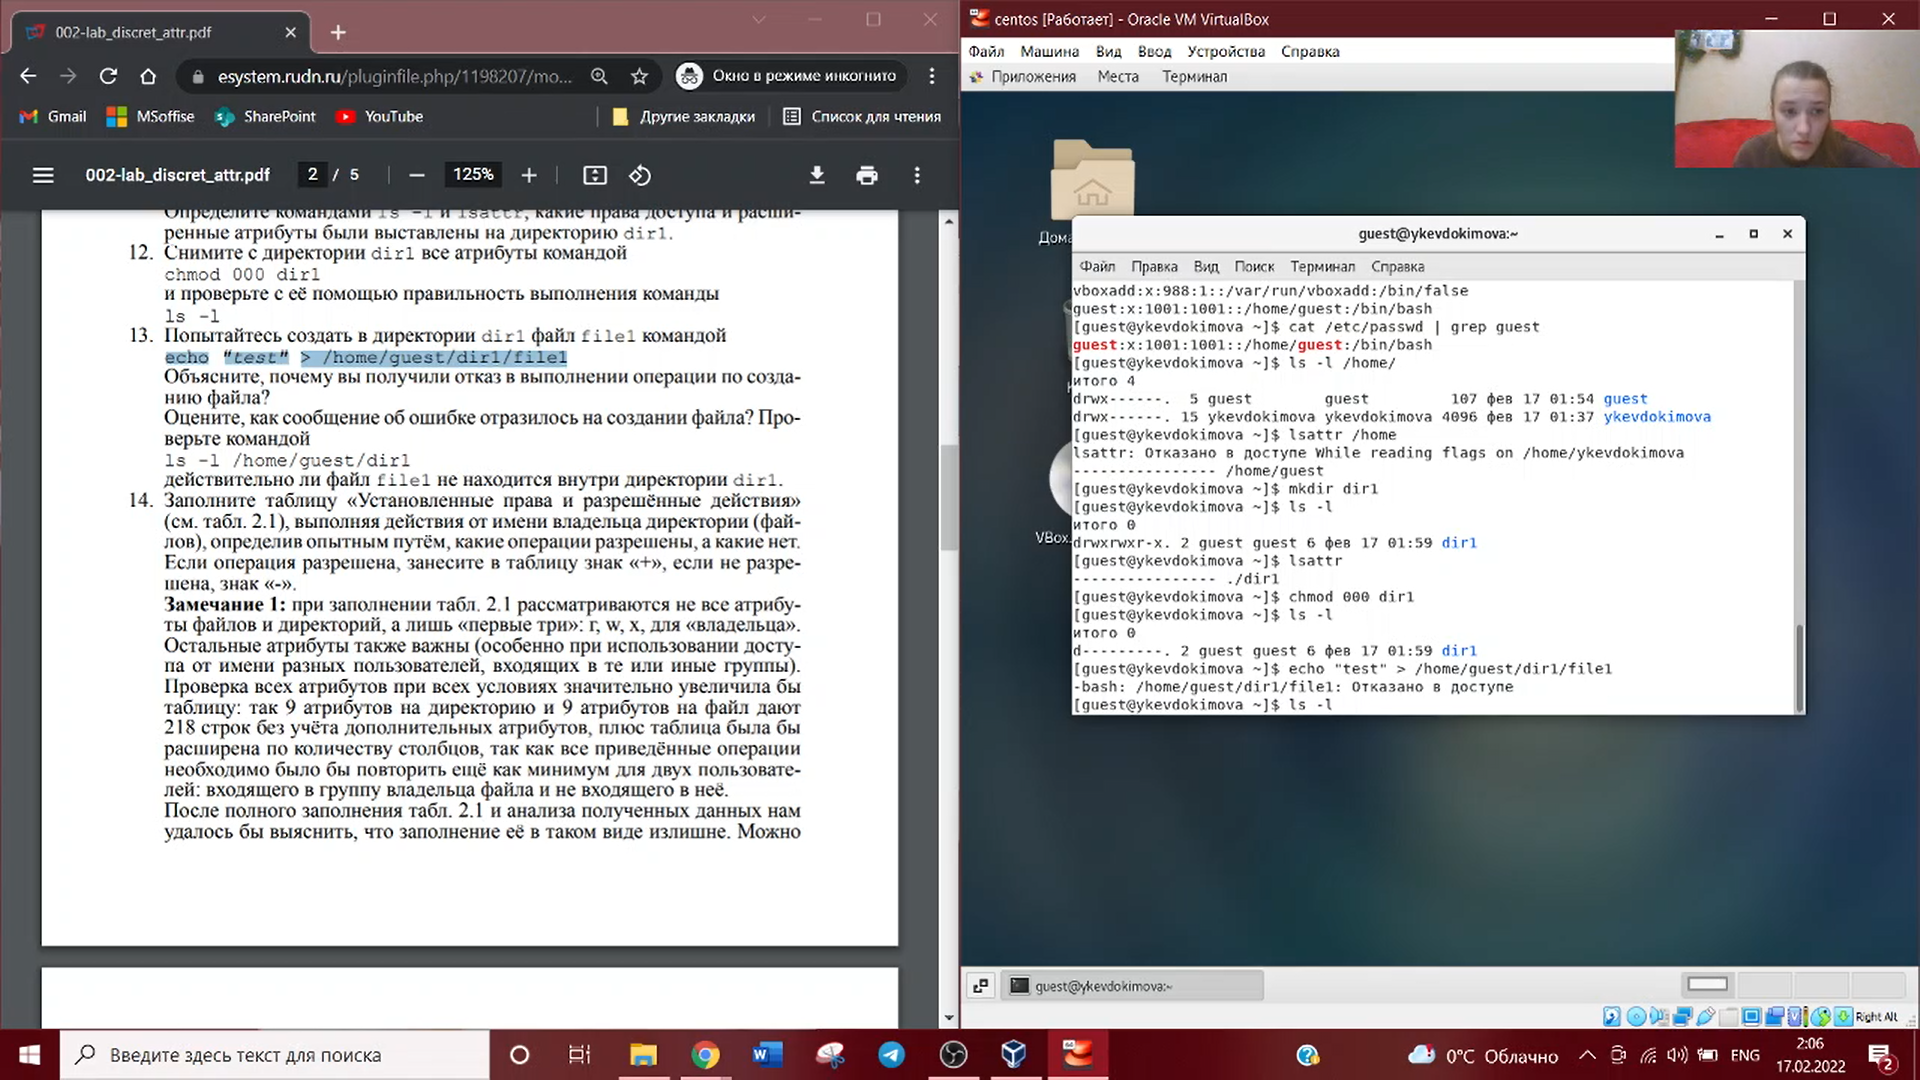 002-lab_discret_attr.pdf
esystem.rudn.ru/pluginfile.php/1198207/mo...
Окно в режиме инкогнито
Gmail
MSoffise
SharePoint
YouTube
Другие закладки
Список для чтения
002-lab_discret_attr.pdf
2 / 5
125%
Определите командами ls -l и lsattr, какие права доступа и расши-
ренные атрибуты были выставлены на директорию dir1.
12. Снимите с директории dir1 все атрибуты командой
chmod 000 dir1
и проверьте с её помощью правильность выполнения команды
ls -l
13. Попытайтесь создать в директории dir1 файл file1 командой
echo "test" > /home/guest/dir1/file1
Объясните, почему вы получили отказ в выполнении операции по созда-
нию файла?
Оцените, как сообщение об ошибке отразилось на создании файла? Про-
верьте командой
ls -l /home/guest/dir1
действительно ли файл file1 не находится внутри директории dir1.
14. Заполните таблицу «Установленные права и разрешённые действия»
(см. табл. 2.1), выполняя действия от имени владельца директории (фай-
лов), определив опытным путём, какие операции разрешены, а какие нет.
Если операция разрешена, занесите в таблицу знак «+», если не разре-
шена, знак «-».
Замечание 1: при заполнении табл. 2.1 рассматриваются не все атрибу-
ты файлов и директорий, а лишь «первые три»: r, w, x, для «владельца».
Остальные атрибуты также важны (особенно при использовании досту-
па от имени разных пользователей, входящих в те или иные группы).
Проверка всех атрибутов при всех условиях значительно увеличила бы
таблицу: так 9 атрибутов на директорию и 9 атрибутов на файл дают
218 строк без учёта дополнительных атрибутов, плюс таблица была бы
расширена по количеству столбцов, так как все приведённые операции
необходимо было бы повторить ещё как минимум для двух пользовате-
лей: входящего в группу владельца файла и не входящего в неё.
После полного заполнения табл. 2.1 и анализа полученных данных нам
удалось бы выяснить, что заполнение её в таком виде излишне. Можно
centos [Работает] - Oracle VM VirtualBox
Файл Машина Вид Ввод Устройства Справка
Приложения Места Терминал
Дома
VBox.
guest@ykevdokimova:~
Файл Правка Вид Поиск Терминал Справка
vboxadd:x:988:1::/var/run/vboxadd:/bin/false
guest:x:1001:1001::/home/guest:/bin/bash
[guest@ykevdokimova ~]$ cat /etc/passwd | grep guest
guest:x:1001:1001::/home/guest:/bin/bash
[guest@ykevdokimova ~]$ ls -l /home/
итого 4
drwx------. 5 guest guest 107 фев 17 01:54 guest
drwx------. 15 ykevdokimova ykevdokimova 4096 фев 17 01:37 ykevdokimova
[guest@ykevdokimova ~]$ lsattr /home
lsattr: Отказано в доступе While reading flags on /home/ykevdokimova
---------------- /home/guest
[guest@ykevdokimova ~]$ mkdir dir1
[guest@ykevdokimova ~]$ ls -l
итого 0
drwxrwxr-x. 2 guest guest 6 фев 17 01:59 dir1
[guest@ykevdokimova ~]$ lsattr
---------------- ./dir1
[guest@ykevdokimova ~]$ chmod 000 dir1
[guest@ykevdokimova ~]$ ls -l
итого 0
d---------. 2 guest guest 6 фев 17 01:59 dir1
[guest@ykevdokimova ~]$ echo "test" > /home/guest/dir1/file1
-bash: /home/guest/dir1/file1: Отказано в доступе
[guest@ykevdokimova ~]$ ls -l
guest@ykevdokimova:~
Right Alt
Введите здесь текст для поиска
0°C Облачно
ENG
2:06
17.02.2022
2